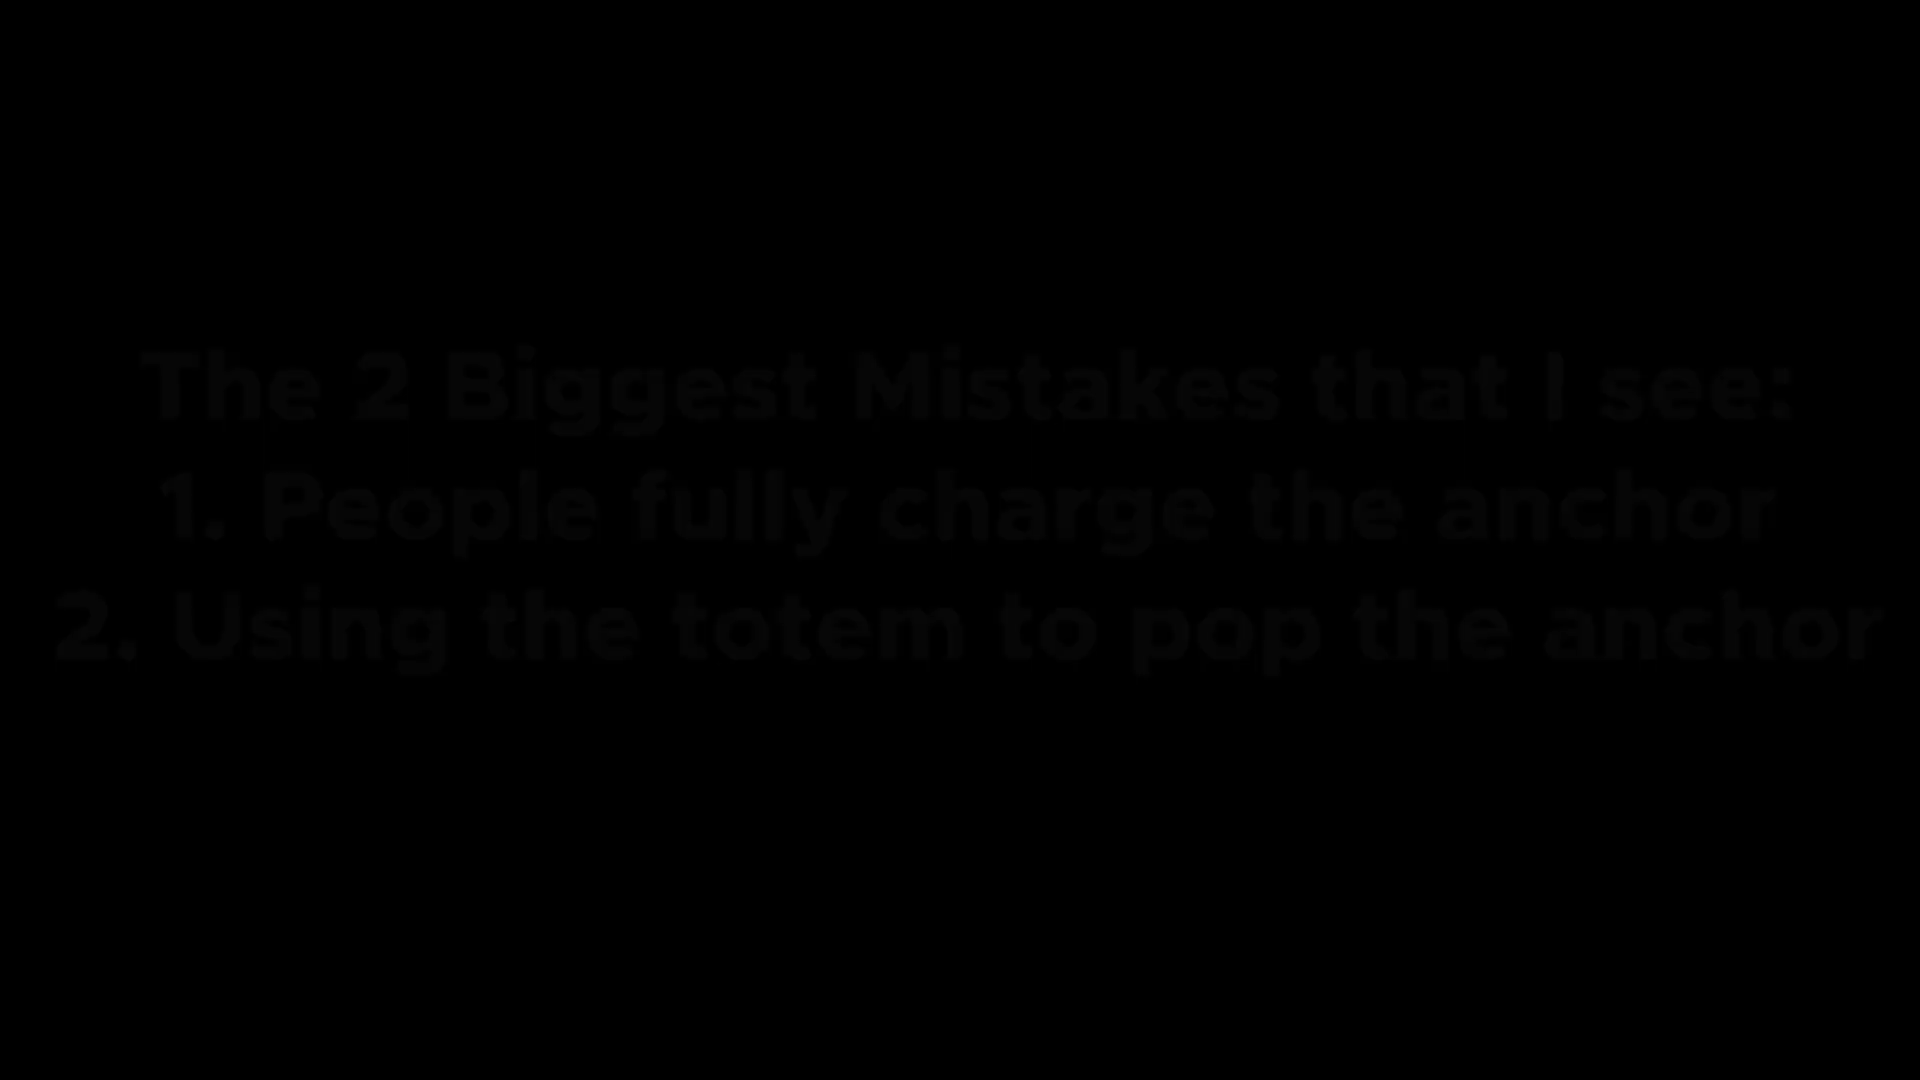 The 2 Biggest Mistakes that I see:
1. People fully charge the anchor
2. Using the totem to pop the anchor